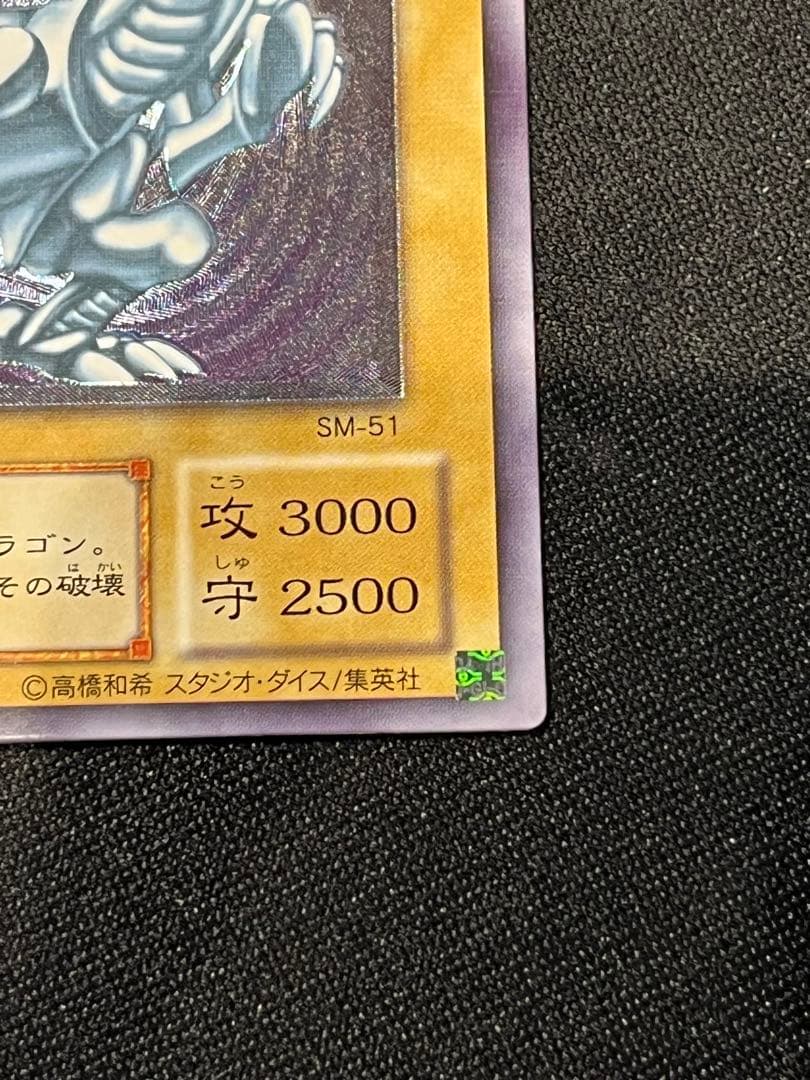 SM-51
こう
攻 3000
しゅ
守 2500
ラゴン。
は かい
その破壊
©高橋和希 スタジオ・ダイス/集英社